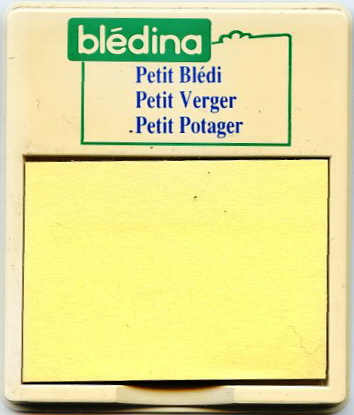 blédina
Petit Blédi
Petit Verger
Petit Potager